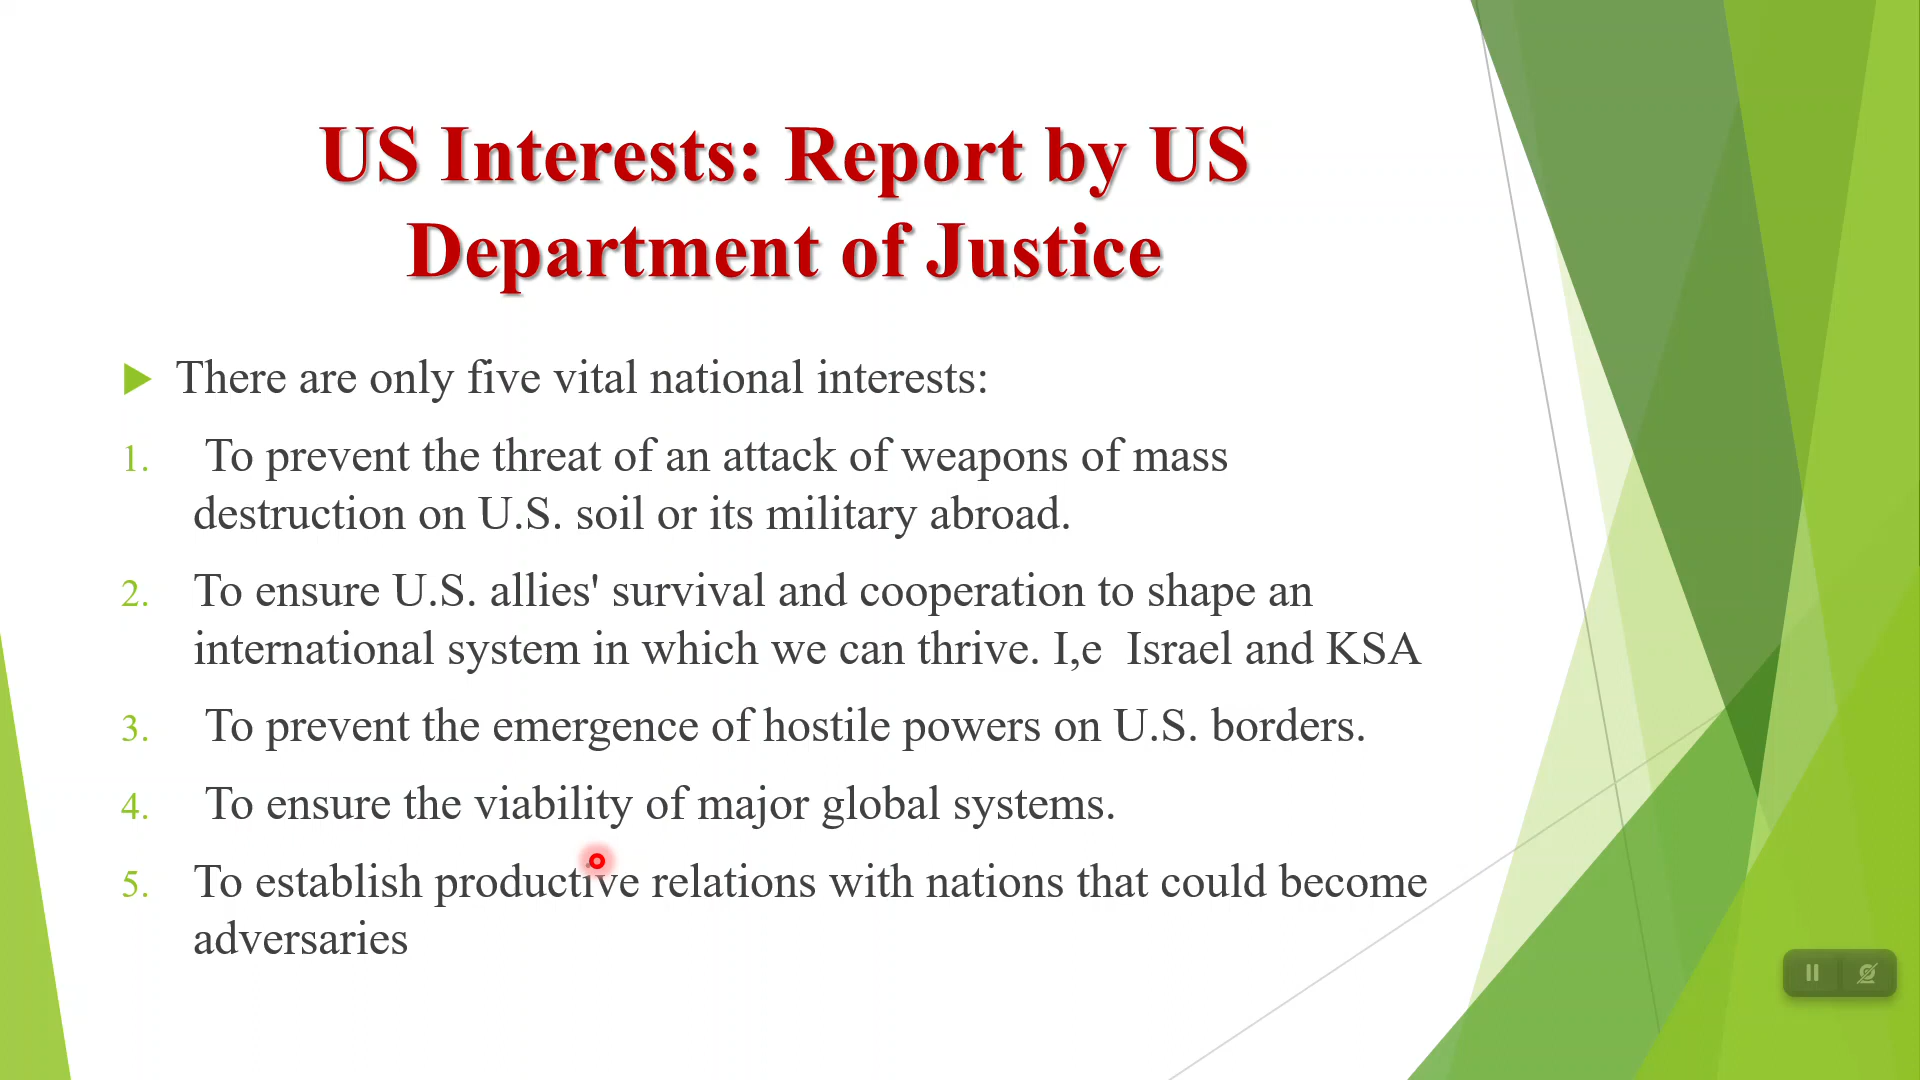 US Interests: Report by US
Department of Justice
There are only five vital national interests:
1. To prevent the threat of an attack of weapons of mass
destruction on U.S. soil or its military abroad.
2. To ensure U.S. allies' survival and cooperation to shape an
international system in which we can thrive. I,e Israel and KSA
3. To prevent the emergence of hostile powers on U.S. borders.
4. To ensure the viability of major global systems.
5. To establish productive relations with nations that could become
adversaries